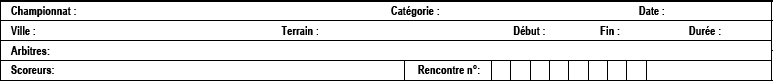 Championnat : Catégorie : Date :
Ville : Terrain : Début : Fin : Durée :
Arbitres:
Scoreurs: Rencontre n°: